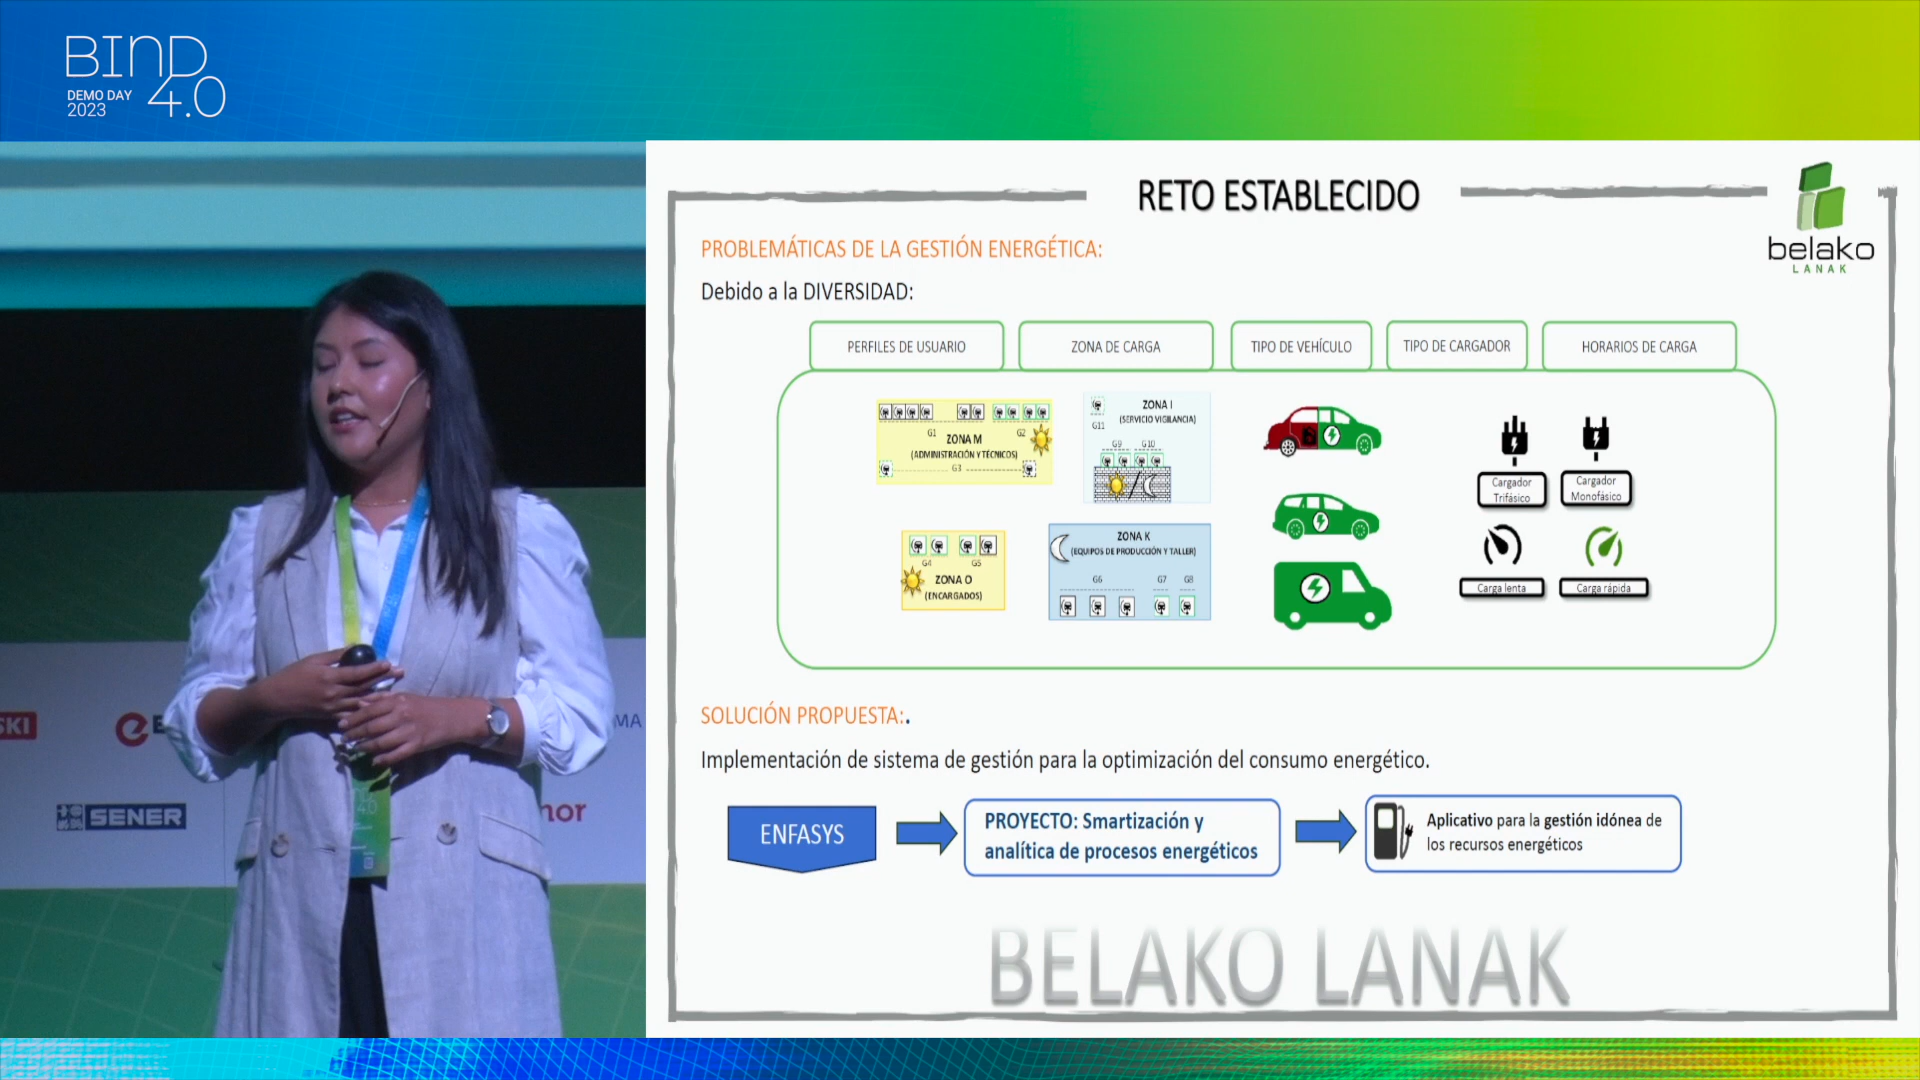 BIND
4.0
DEMO DAY
2023
RETO ESTABLECIDO
belako
LANAK
PROBLEMÁTICAS DE LA GESTIÓN ENERGÉTICA:
Debido a la DIVERSIDAD:
PERFILES DE USUARIO
ZONA DE CARGA
TIPO DE VEHÍCULO
TIPO DE CARGADOR
HORARIOS DE CARGA
G1
G2
ZONA M
(ADMINISTRACIÓN Y TÉCNICOS)
G3
ZONA I
(SERVICIO VIGILANCIA)
G11
G9
G10
G4
G5
ZONA O
(ENCARGADOS)
ZONA K
(EQUIPOS DE PRODUCCIÓN Y TALLER)
G6
G7
G8
Cargador
Trifásico
Cargador
Monofásico
Carga lenta
Carga rápida
SOLUCIÓN PROPUESTA:.
Implementación de sistema de gestión para la optimización del consumo energético.
ENFASYS
PROYECTO: Smartización y
analítica de procesos energéticos
Aplicativo para la gestión idónea de
los recursos energéticos
BELAKO LANAK
SKI
MA
SENER
nor
4.0